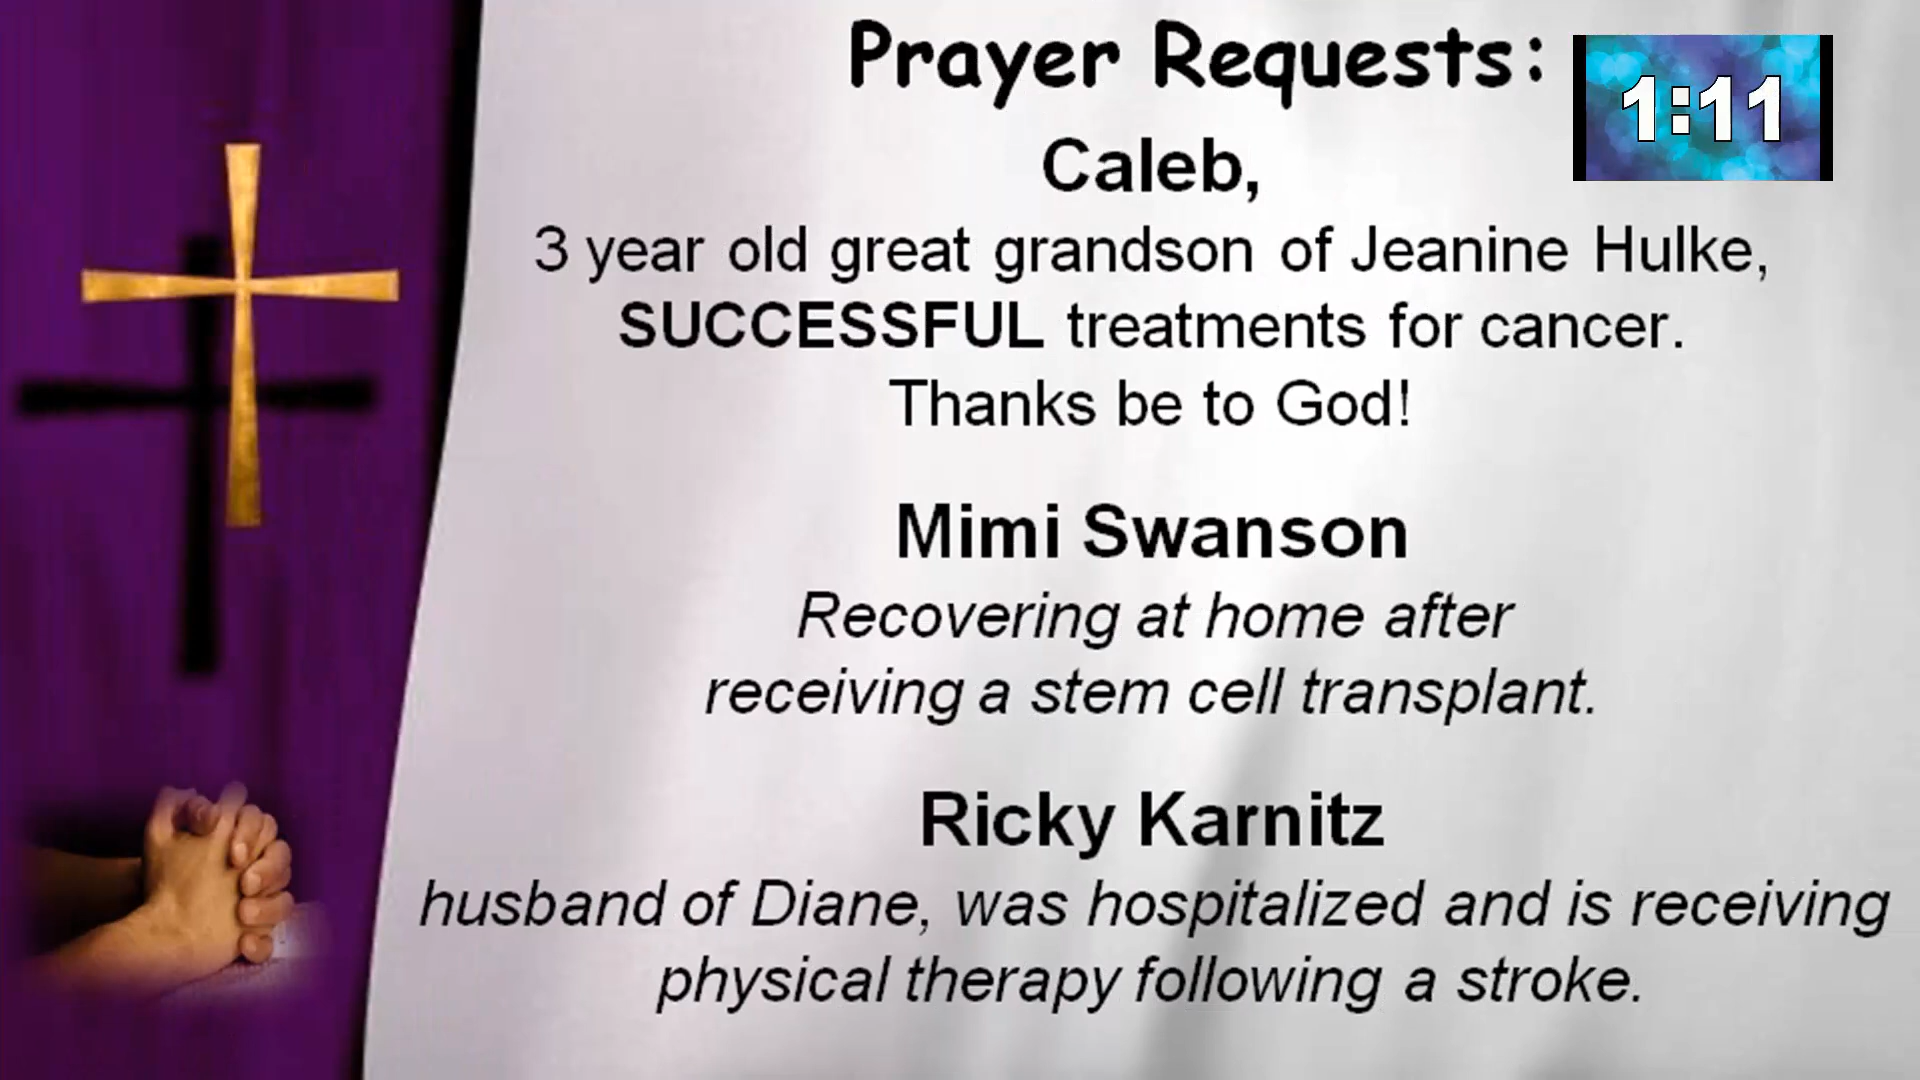 Prayer Requests:
1:11
Caleb,
3 year old great grandson of Jeanine Hulke,
SUCCESSFUL treatments for cancer.
Thanks be to God!
Mimi Swanson
Recovering at home after
receiving a stem cell transplant.
Ricky Karnitz
husband of Diane, was hospitalized and is receiving
physical therapy following a stroke.